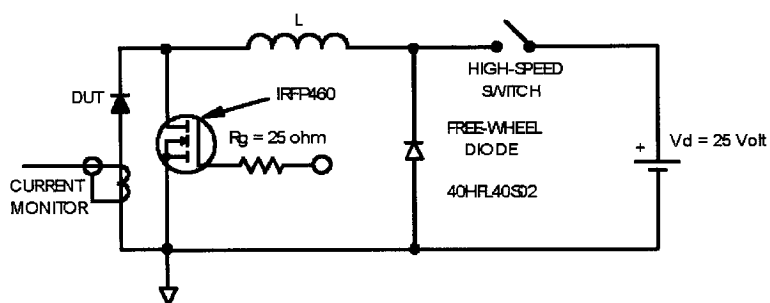 L
HIGH-SPEED
SWITCH
IRFP460
DUT
Rg = 25 ohm
FREE-WHEEL
DIODE
+
Vd = 25 Volt
CURRENT
MONITOR
40HFL40S02